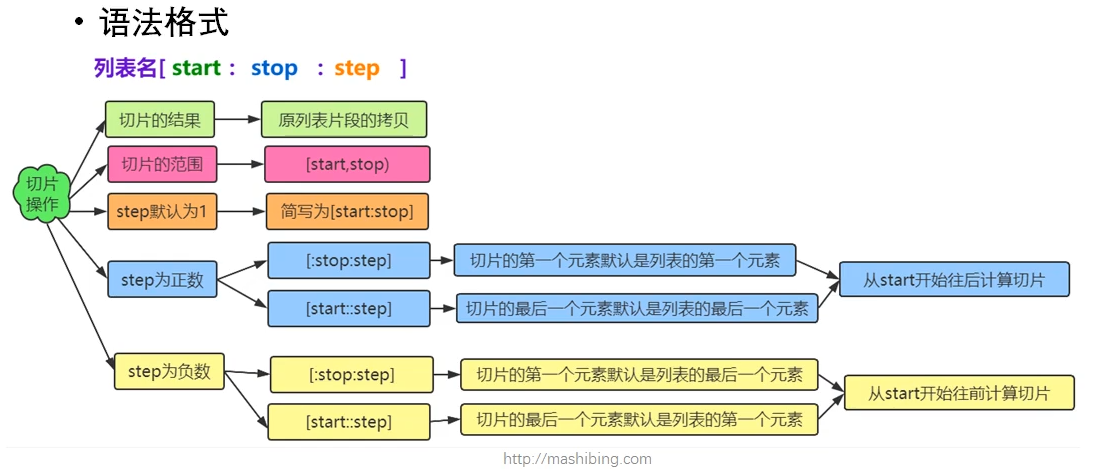 • 语法格式
列表名[ start : stop : step ]
切片操作
切片的结果
原列表片段的拷贝
切片的范围
[start,stop)
step默认为1
简写为[start:stop]
step为正数
[:stop:step]
切片的第一个元素默认是列表的第一个元素
[start::step]
切片的最后一个元素默认是列表的最后一个元素
从start开始往后计算切片
step为负数
[:stop:step]
切片的第一个元素默认是列表的最后一个元素
[start::step]
切片的最后一个元素默认是列表的第一个元素
从start开始往前计算切片
http://mashibing.com